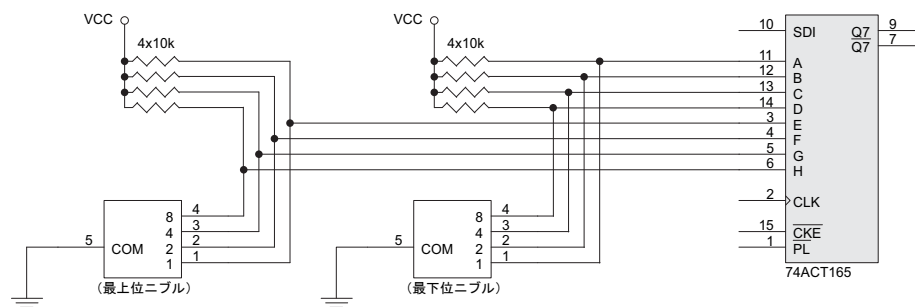 VCC
4x10k
VCC
4x10k
10 SDI Q7 9
Q7 7
11 A
12 B
13 C
14 D
3 E
4 F
5 G
6 H
2 CLK
15 CKE
1 PL
74ACT165
5 COM
8 4
4 3
2 2
1 1
(最上位ニブル)
5 COM
8 4
4 3
2 2
1 1
(最下位ニブル)